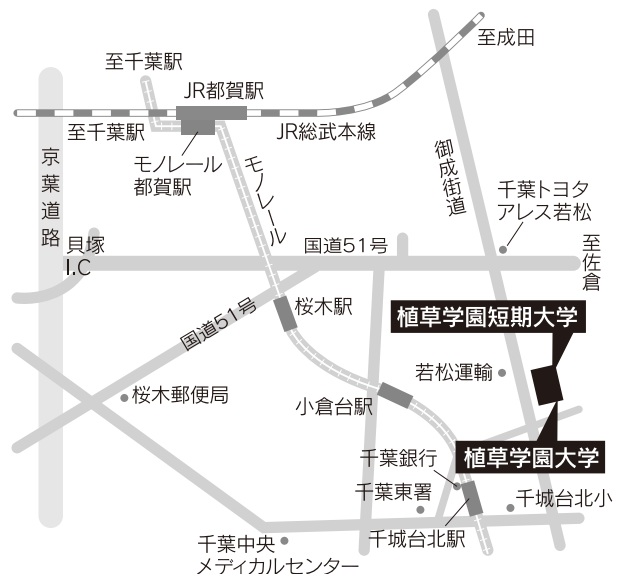 至成田
至千葉駅
JR都賀駅
至千葉駅
JR総武本線
モノレール
都賀駅
モノレール
京葉道路
御成街道
千葉トヨタ
アレス若松
貝塚
I.C
国道51号
至佐倉
国道51号
桜木駅
植草学園短期大学
若松運輸
桜木郵便局
小倉台駅
植草学園大学
千葉銀行
千葉東署
千城台北小
千城台北駅
千葉中央
メディカルセンター